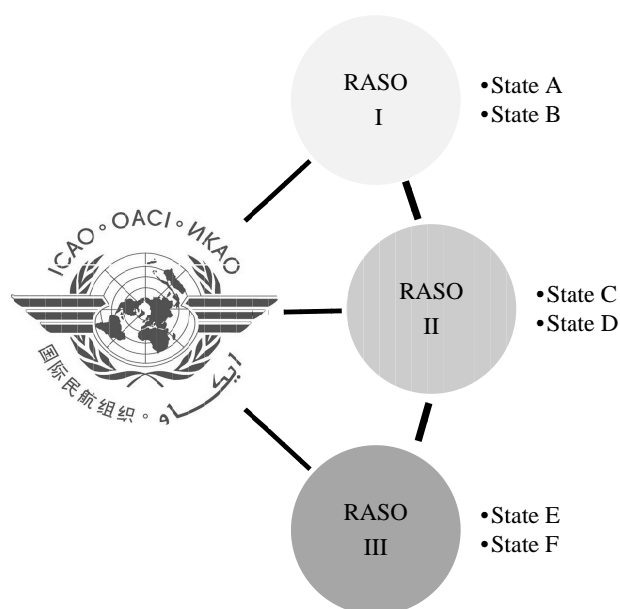 RASO
I
•State A
•State B
ICAO ◦ OACI ◦ ИКАО
RASO
II
•State C
•State D
国际民航组织 ◦ ايكاو
RASO
III
•State E
•State F